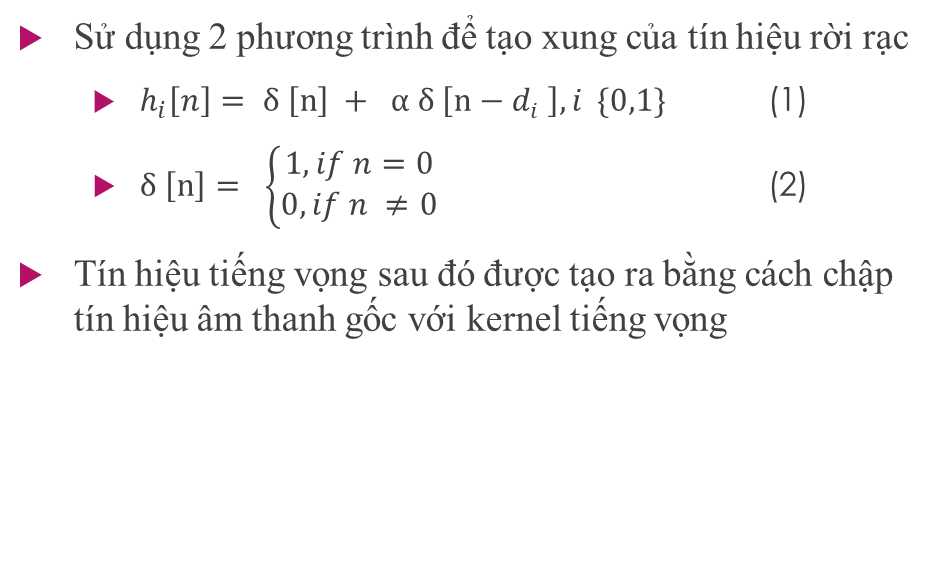 Sử dụng 2 phương trình để tạo xung của tín hiệu rời rạc
hᵢ[n] = δ [n] + α δ [n − dᵢ ], i {0,1} (1)
δ [n] = {1, if n = 0
0, if n ≠ 0 (2)
Tín hiệu tiếng vọng sau đó được tạo ra bằng cách chập
tín hiệu âm thanh gốc với kernel tiếng vọng